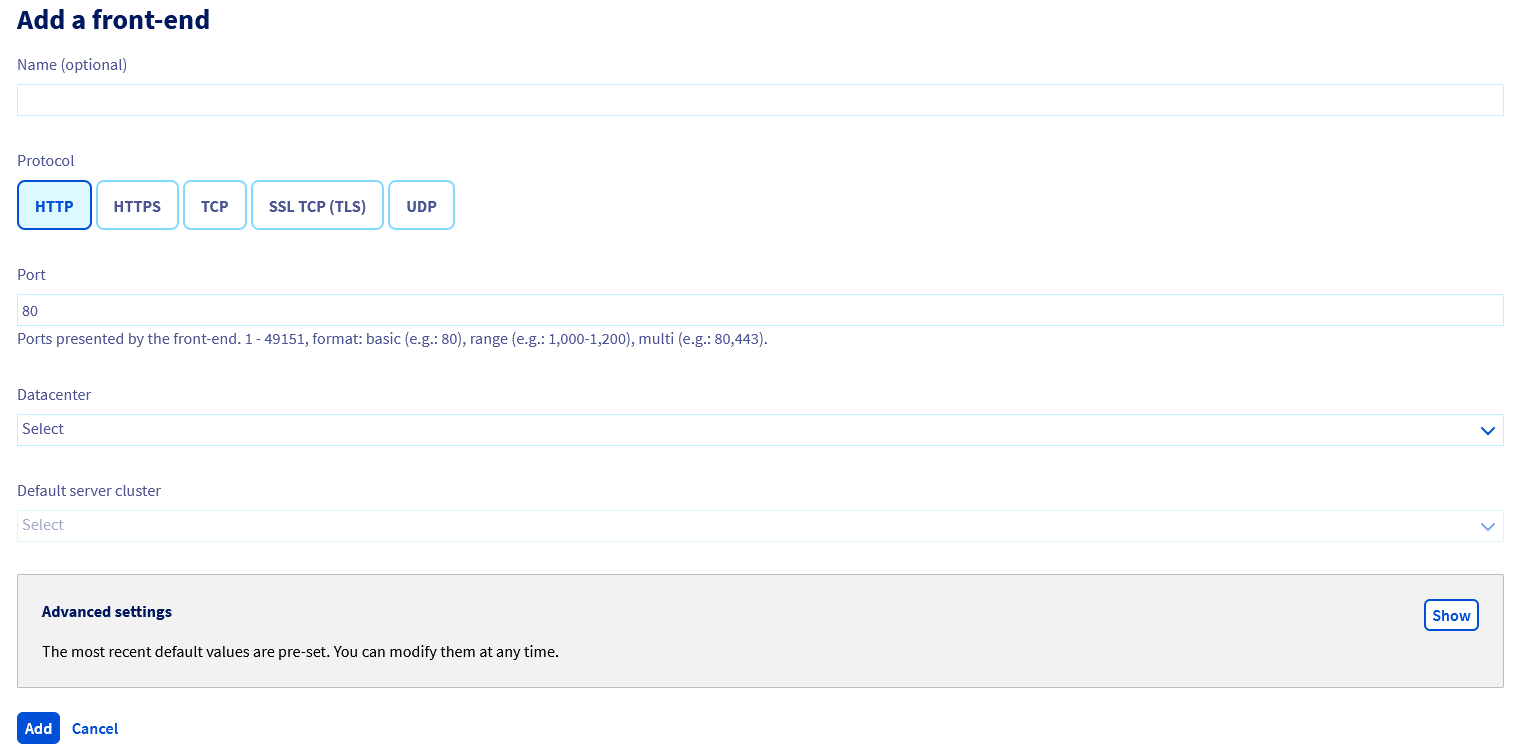 Add a front-end
Name (optional)
Protocol
HTTP HTTPS TCP SSL TCP (TLS) UDP
Port
80
Ports presented by the front-end. 1 - 49151, format: basic (e.g.: 80), range (e.g.: 1,000-1,200), multi (e.g.: 80,443).
Datacenter
Select
Default server cluster
Select
Advanced settings
Show
The most recent default values are pre-set. You can modify them at any time.
Add Cancel